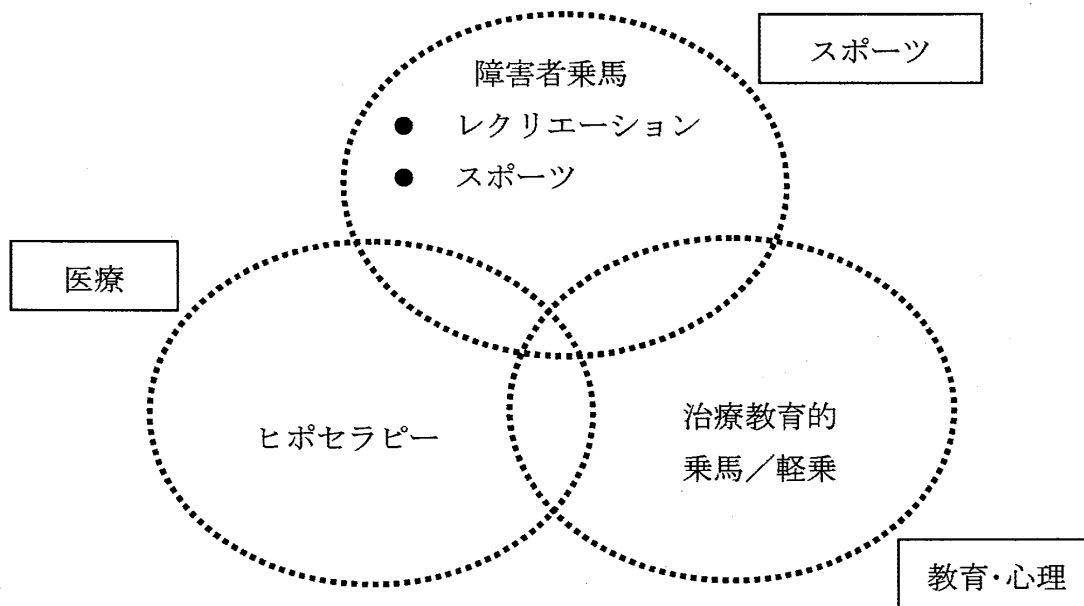 スポーツ
障害者乗馬
● レクリエーション
● スポーツ
医療
ヒポセラピー
治療教育的
乗馬／軽乗
教育・心理